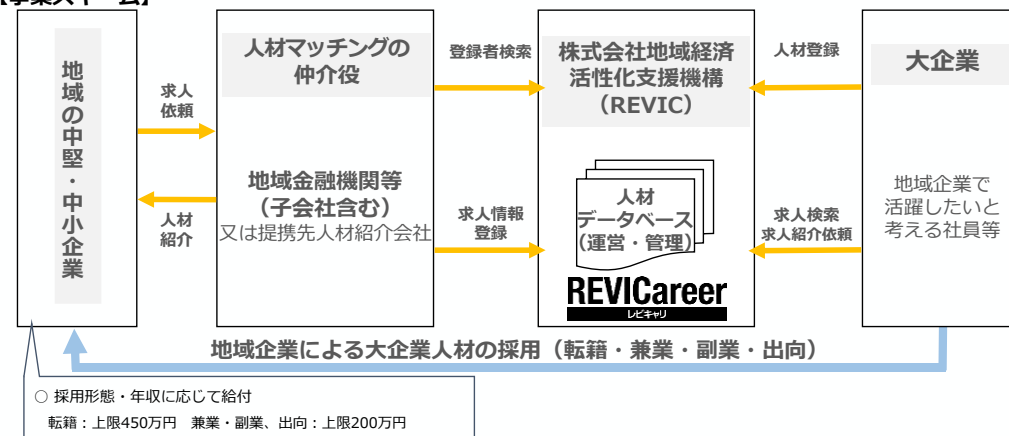 【事業スキーム】
地域の中堅・中小企業
求人
依頼
人材
紹介
人材マッチングの
仲介役
地域金融機関等
（子会社含む）
又は提携先人材紹介会社
登録者検索
求人情報
登録
株式会社地域経済
活性化支援機構
（REVIC）
人材
データベース
（運営・管理）
REVICareer
レビキャリ
人材登録
求人検索
求人紹介依頼
大企業
地域企業で
活躍したいと
考える社員等
地域企業による大企業人材の採用（転籍・兼業・副業・出向）
○ 採用形態・年収に応じて給付
転籍：上限450万円　兼業・副業、出向：上限200万円